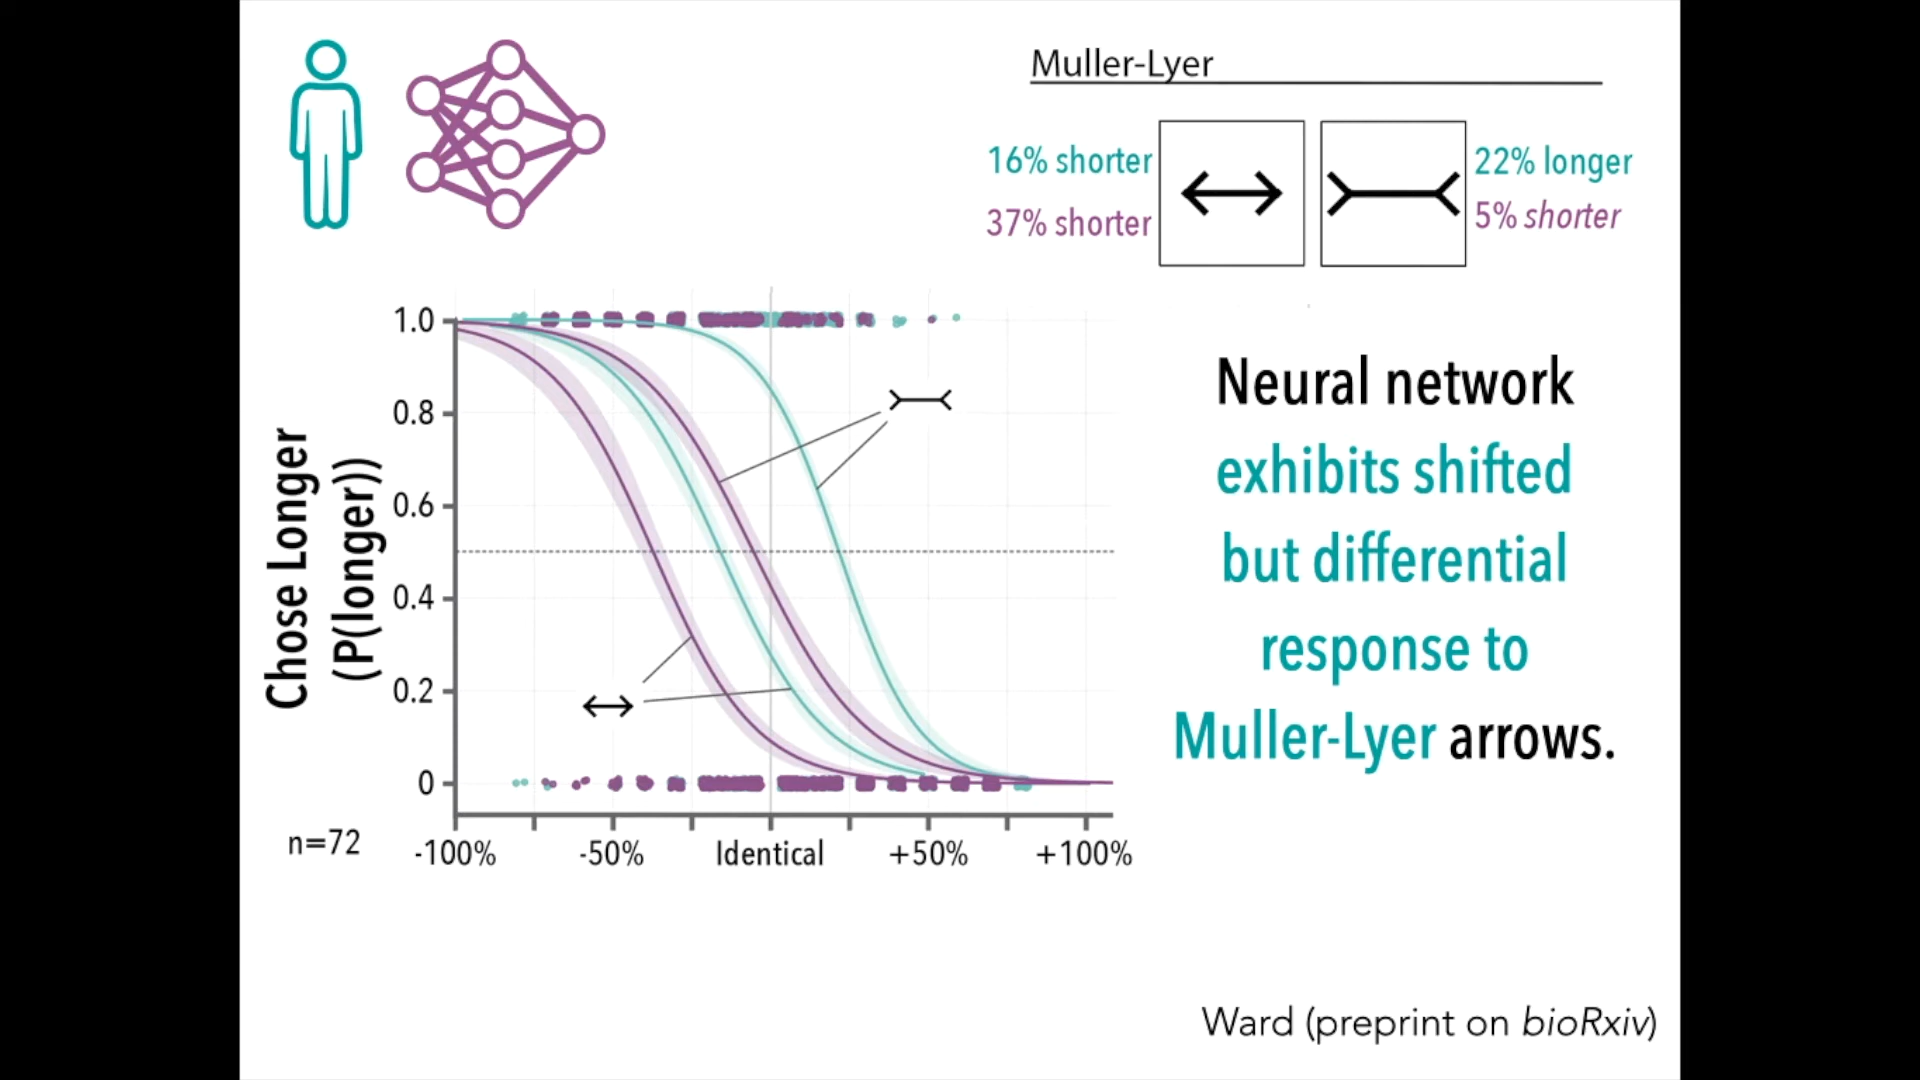 Muller-Lyer
16% shorter
22% longer
37% shorter
5% shorter
1.0
0.8
0.6
0.4
0.2
0
Chose Longer
(P(longer))
Neural network
exhibits shifted
but differential
response to
Muller-Lyer arrows.
n=72
-100%
-50%
Identical
+50%
+100%
Ward (preprint on bioRxiv)